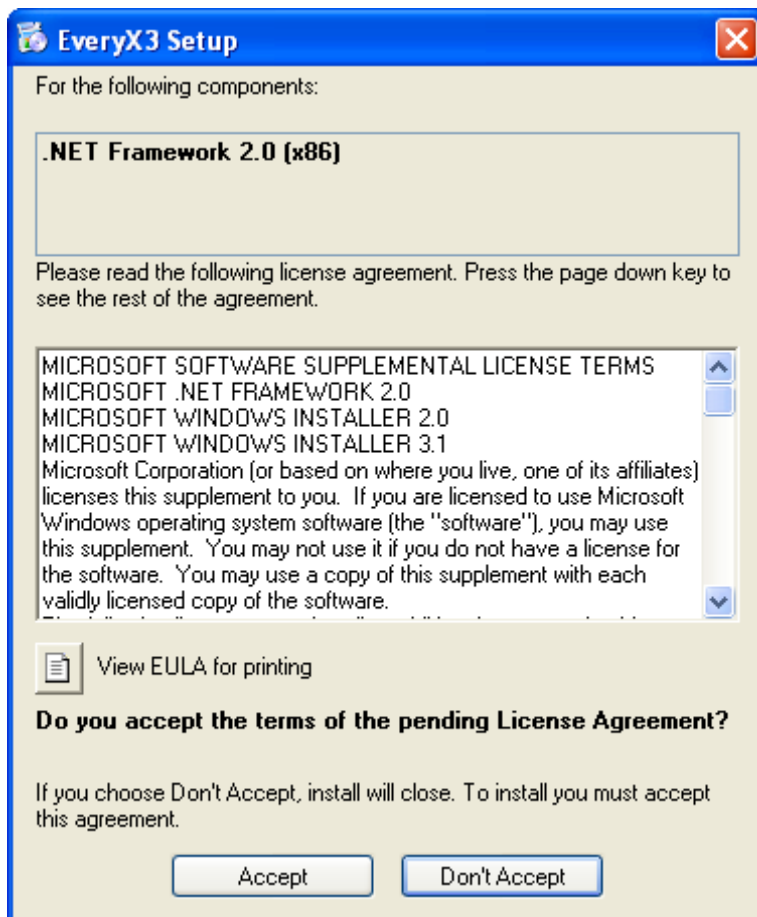 EveryX3 Setup
For the following components:
.NET Framework 2.0 (x86)
Please read the following license agreement. Press the page down key to
see the rest of the agreement.
MICROSOFT SOFTWARE SUPPLEMENTAL LICENSE TERMS
MICROSOFT .NET FRAMEWORK 2.0
MICROSOFT WINDOWS INSTALLER 2.0
MICROSOFT WINDOWS INSTALLER 3.1
Microsoft Corporation (or based on where you live, one of its affiliates)
licenses this supplement to you.  If you are licensed to use Microsoft
Windows operating system software (the "software"), you may use
this supplement.  You may not use it if you do not have a license for
the software.  You may use a copy of this supplement with each
validly licensed copy of the software.
View EULA for printing
Do you accept the terms of the pending License Agreement?
If you choose Don't Accept, install will close. To install you must accept
this agreement.
Accept
Don't Accept